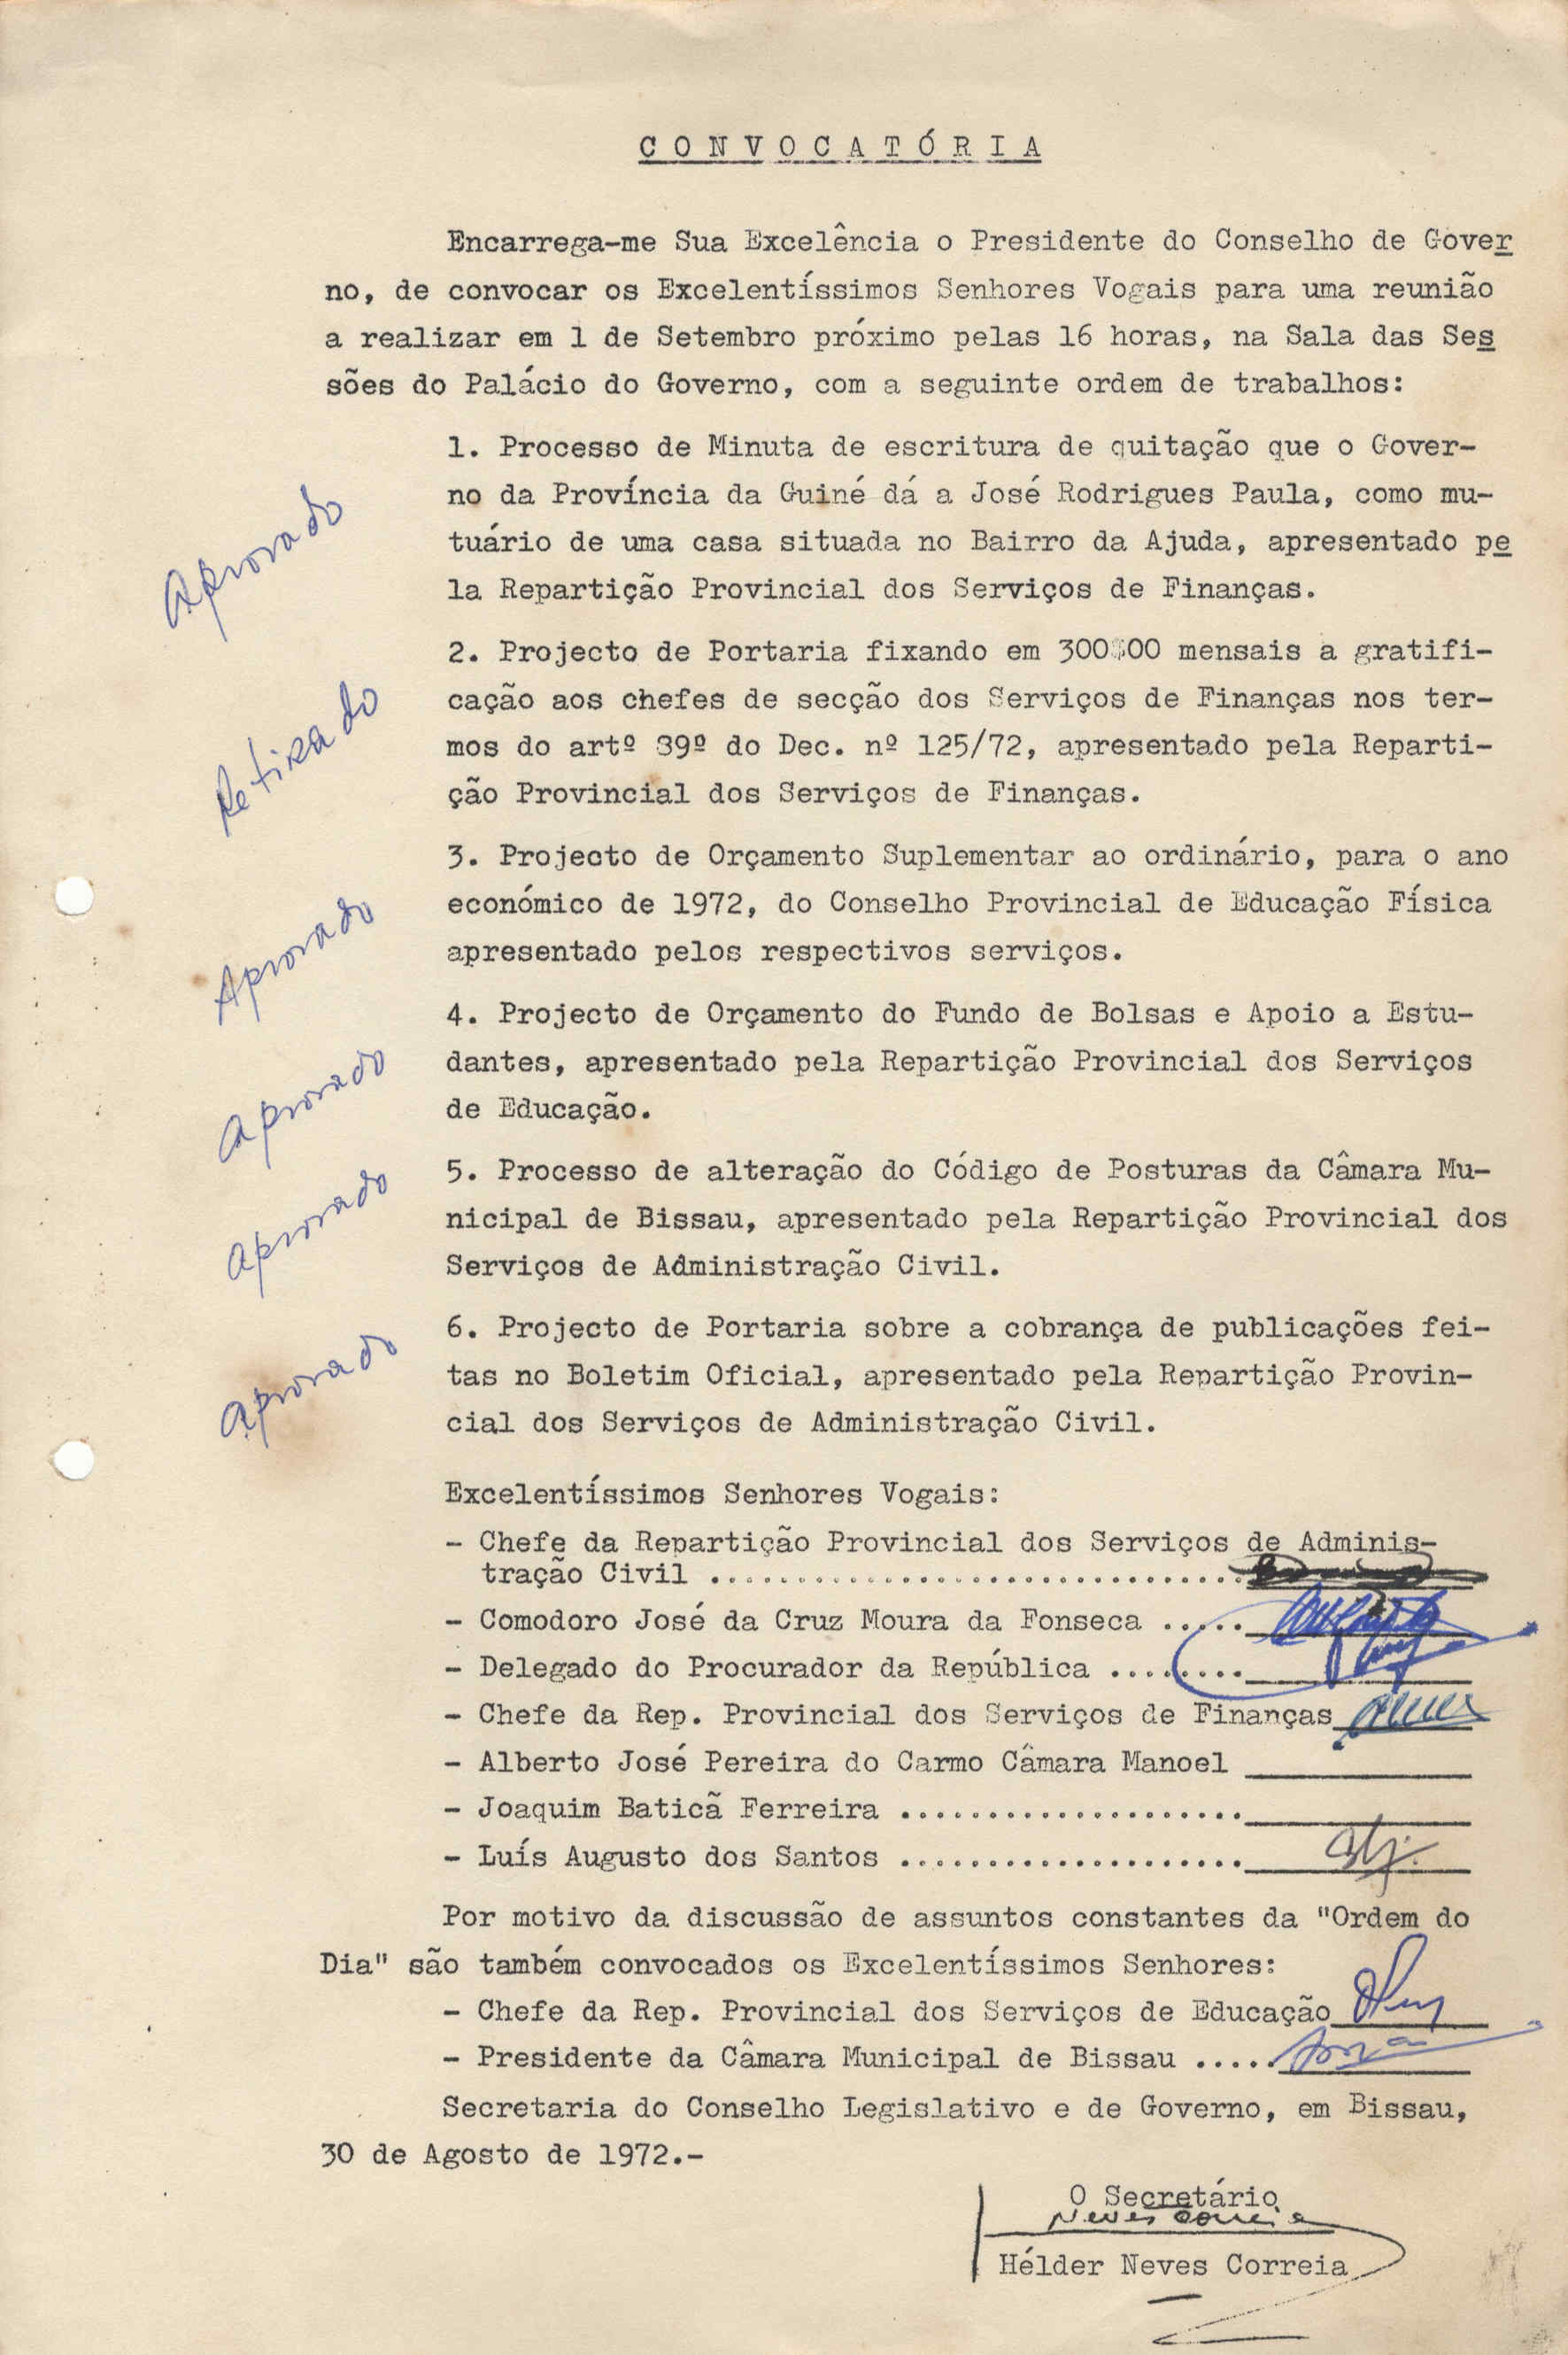 CONVOCATÓRIA
Encarrega-me Sua Excelência o Presidente do Conselho de Gover
no, de convocar os Excelentíssimos Senhores Vogais para uma reunião
a realizar em 1 de Setembro próximo pelas 16 horas, na Sala das Ses
sões do Palácio do Governo, com a seguinte ordem de trabalhos:
1. Processo de Minuta de escritura de quitação que o Gover-
no da Província da Guiné dá a José Rodrigues Paula, como mu-
tuário de uma casa situada no Bairro da Ajuda, apresentado pe
la Repartição Provincial dos Serviços de Finanças.
Aprovado
2. Projecto de Portaria fixando em 300$00 mensais a gratifi-
cação aos chefes de secção dos Serviços de Finanças nos ter-
mos do artº 39º do Dec. nº 125/72, apresentado pela Reparti-
ção Provincial dos Serviços de Finanças.
Retirado
3. Projecto de Orçamento Suplementar ao ordinário, para o ano
económico de 1972, do Conselho Provincial de Educação Física
apresentado pelos respectivos serviços.
Aprovado
4. Projecto de Orçamento do Fundo de Bolsas e Apoio a Estu-
dantes, apresentado pela Repartição Provincial dos Serviços
de Educação.
Aprovado
5. Processo de alteração do Código de Posturas da Câmara Mu-
nicipal de Bissau, apresentado pela Repartição Provincial dos
Serviços de Administração Civil.
Aprovado
6. Projecto de Portaria sobre a cobrança de publicações fei-
tas no Boletim Oficial, apresentado pela Repartição Provin-
cial dos Serviços de Administração Civil.
Aprovado
Excelentíssimos Senhores Vogais:
- Chefe da Repartição Provincial dos Serviços de Adminis-
tração Civil ...............................
- Comodoro José da Cruz Moura da Fonseca .....
- Delegado do Procurador da República ........
- Chefe da Rep. Provincial dos Serviços de Finanças
- Alberto José Pereira do Carmo Câmara Manoel
- Joaquim Baticã Ferreira ....................
- Luís Augusto dos Santos ....................
Por motivo da discussão de assuntos constantes da "Ordem do
Dia" são também convocados os Excelentíssimos Senhores:
- Chefe da Rep. Provincial dos Serviços de Educação
- Presidente da Câmara Municipal de Bissau .....
Secretaria do Conselho Legislativo e de Governo, em Bissau,
30 de Agosto de 1972.-
O Secretário
Neves Correia
Hélder Neves Correia